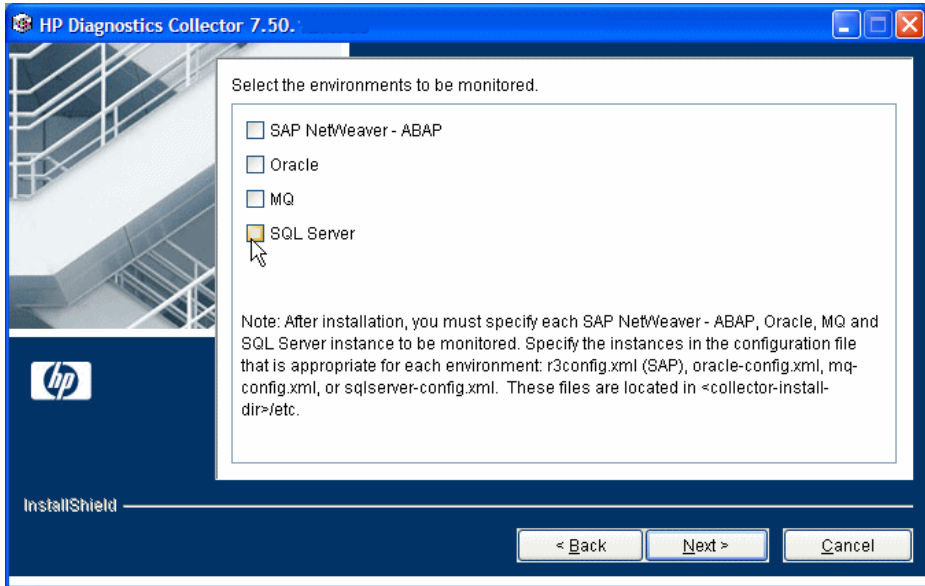 HP Diagnostics Collector 7.50.
Select the environments to be monitored.
SAP NetWeaver - ABAP
Oracle
MQ
SQL Server
Note: After installation, you must specify each SAP NetWeaver - ABAP, Oracle, MQ and
SQL Server instance to be monitored. Specify the instances in the configuration file
that is appropriate for each environment: r3config.xml (SAP), oracle-config.xml, mq-
config.xml, or sqlserver-config.xml. These files are located in <collector-install-
dir>/etc.
hp
InstallShield
< Back
Next >
Cancel